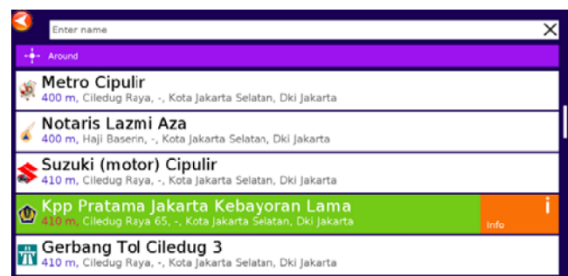 Enter name
Around
Metro Cipulir
400 m, Ciledug Raya, -, Kota Jakarta Selatan, Dki Jakarta
Notaris Lazmi Aza
400 m, Haji Baserin, -, Kota Jakarta Selatan, Dki Jakarta
Suzuki (motor) Cipulir
410 m, Ciledug Raya, -, Kota Jakarta Selatan, Dki Jakarta
Kpp Pratama Jakarta Kebayoran Lama
410 m, Ciledug Raya 65, -, Kota Jakarta Selatan, Dki Jakarta
i
Info
Gerbang Tol Ciledug 3
410 m, Ciledug Raya, -, Kota Jakarta Selatan, Dki Jakarta